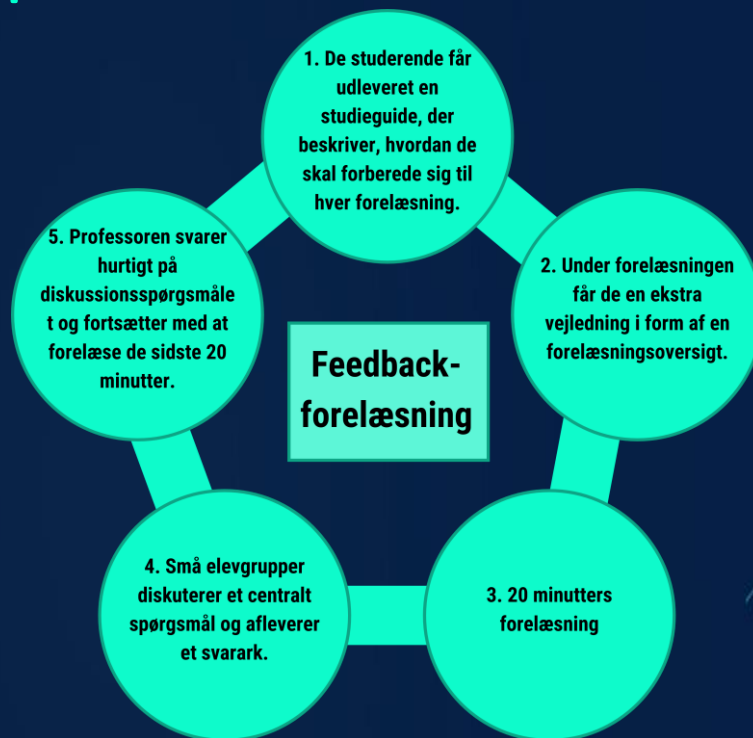 1. De studerende får
udleveret en
studieguide, der
beskriver, hvordan de
skal forberede sig til
hver forelæsning.
2. Under forelæsningen
får de en ekstra
vejledning i form af en
forelæsningsoversigt.
3. 20 minutters
forelæsning
4. Små elevgrupper
diskuterer et centralt
spørgsmål og afleverer
et svarark.
5. Professoren svarer
hurtigt på
diskussionsspørgsmåle
t og fortsætter med at
forelæse de sidste 20
minutter.
Feedback-
forelæsning